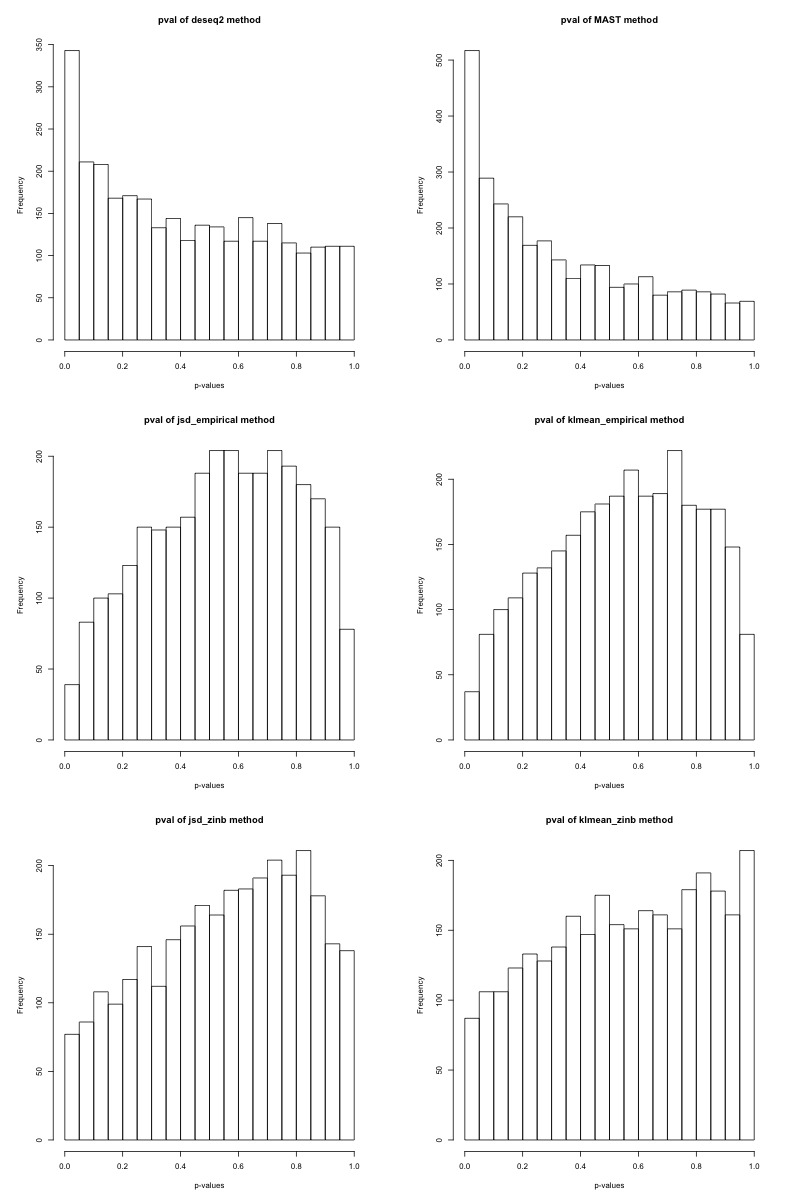 pval of deseq2 method
Frequency
0 50 100 150 200 250 300 350
0.0 0.2 0.4 0.6 0.8 1.0
p-values
pval of MAST method
Frequency
0 100 200 300 400 500
0.0 0.2 0.4 0.6 0.8 1.0
p-values
pval of jsd_empirical method
Frequency
0 50 100 150 200
0.0 0.2 0.4 0.6 0.8 1.0
p-values
pval of klmean_empirical method
Frequency
0 50 100 150 200
0.0 0.2 0.4 0.6 0.8 1.0
p-values
pval of jsd_zinb method
Frequency
0 50 100 150 200
0.0 0.2 0.4 0.6 0.8 1.0
p-values
pval of klmean_zinb method
Frequency
0 50 100 150 200
0.0 0.2 0.4 0.6 0.8 1.0
p-values